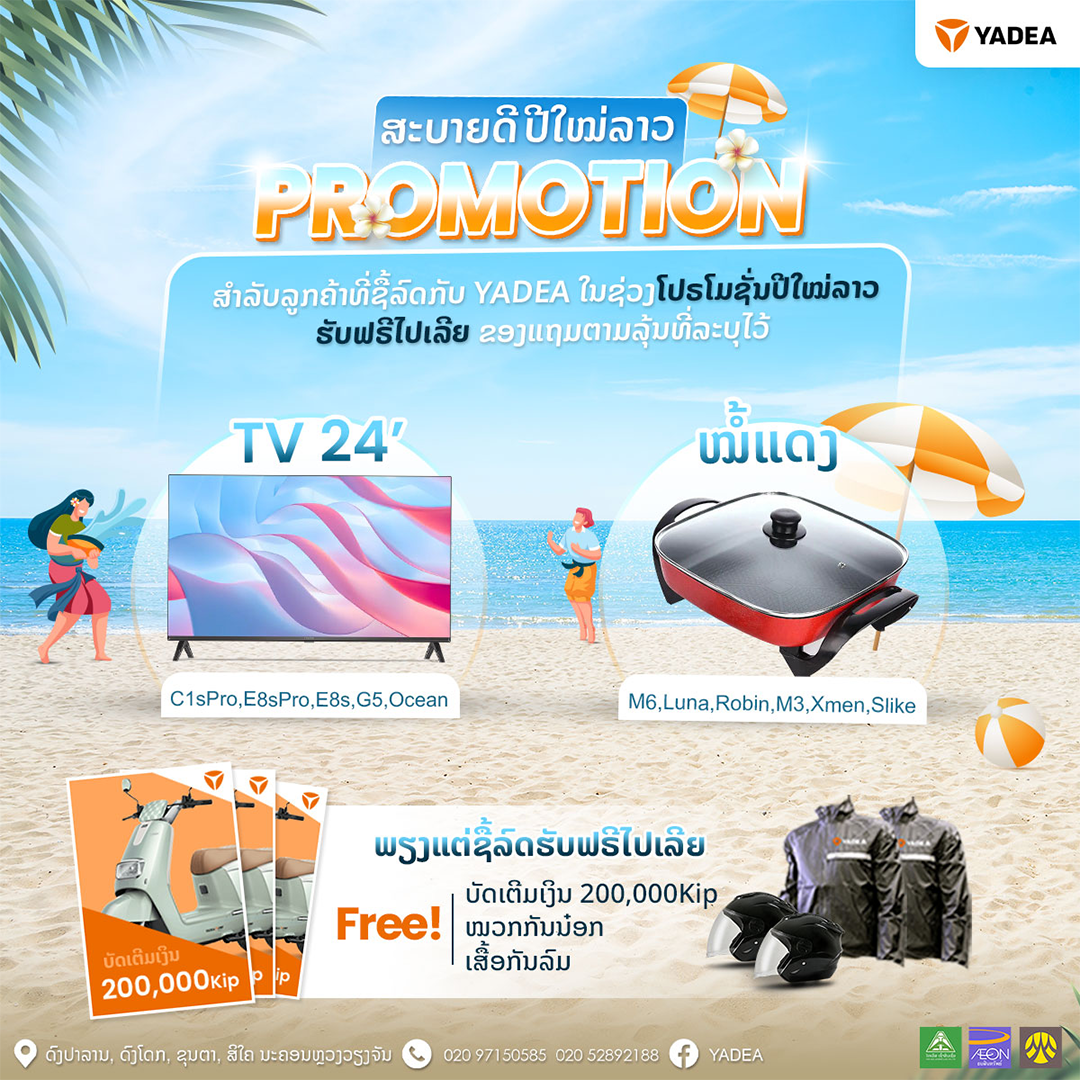 YADEA
ສະບາຍດີ ປີໃໝ່ລາວ
PROMOTION
ສຳລັບລູກຄ້າທີ່ຊື້ລົດກັບ YADEA ໃນຊ່ວງໂປຣໂມຊັ່ນປີໃໝ່ລາວ
ຮັບຟຣີໄປເລີຍ ຂອງແຖມຕາມລຸ້ນທີ່ລະບຸໄວ້
TV 24'
ໝໍ້ແດງ
C1sPro,E8sPro,E8s,G5,Ocean
M6,Luna,Robin,M3,Xmen,Slike
ພຽງແຕ່ຊື້ລົດຮັບຟຣີໄປເລີຍ
Free!
ບັດເຕີມເງິນ 200,000Kip
ໝວກກັນນ໋ອກ
ເສື້ອກັນລົມ
ບັດເຕີມເງິນ
200,000Kip
ip
ip
YADEA
YADEA
ດົງປາລານ, ດົງໂດກ, ຂຸນຕາ, ສີໄຄ ນະຄອນຫຼວງວຽງຈັນ
020 97150585 020 52892188
YADEA
ÆON